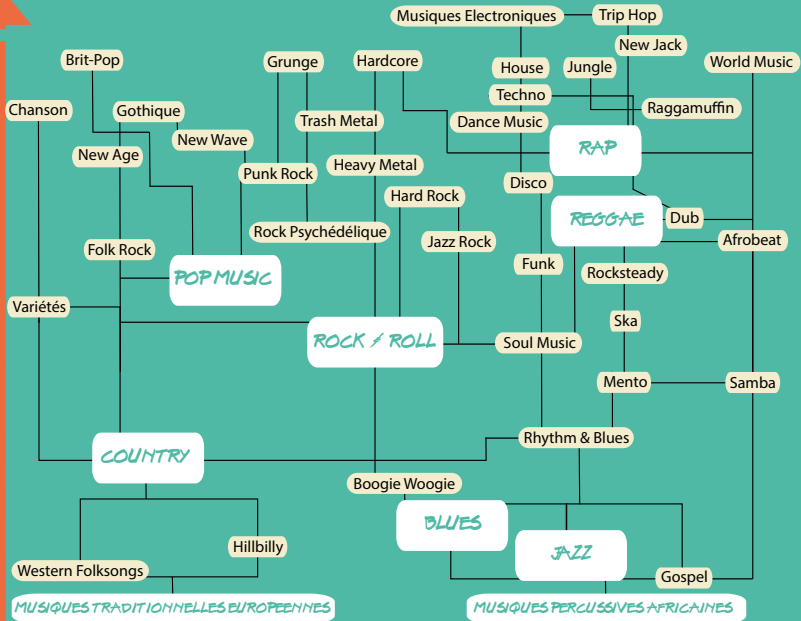 Musiques Electroniques
Trip Hop
New Jack
Brit-Pop
Grunge
Hardcore
House
Jungle
World Music
Techno
Chanson
Gothique
Raggamuffin
Trash Metal
Dance Music
New Wave
RAP
New Age
Heavy Metal
Punk Rock
Disco
Hard Rock
REGGAE
Dub
Rock Psychédélique
Jazz Rock
Afrobeat
Folk Rock
Funk
POP MUSIC
Rocksteady
Variétés
Ska
ROCK & ROLL
Soul Music
Mento
Samba
Rhythm & Blues
COUNTRY
Boogie Woogie
BLUES
Hillbilly
JAZZ
Western Folksongs
Gospel
MUSIQUES TRADITIONNELLES EUROPEENNES
MUSIQUES PERCUSSIVES AFRICAINES